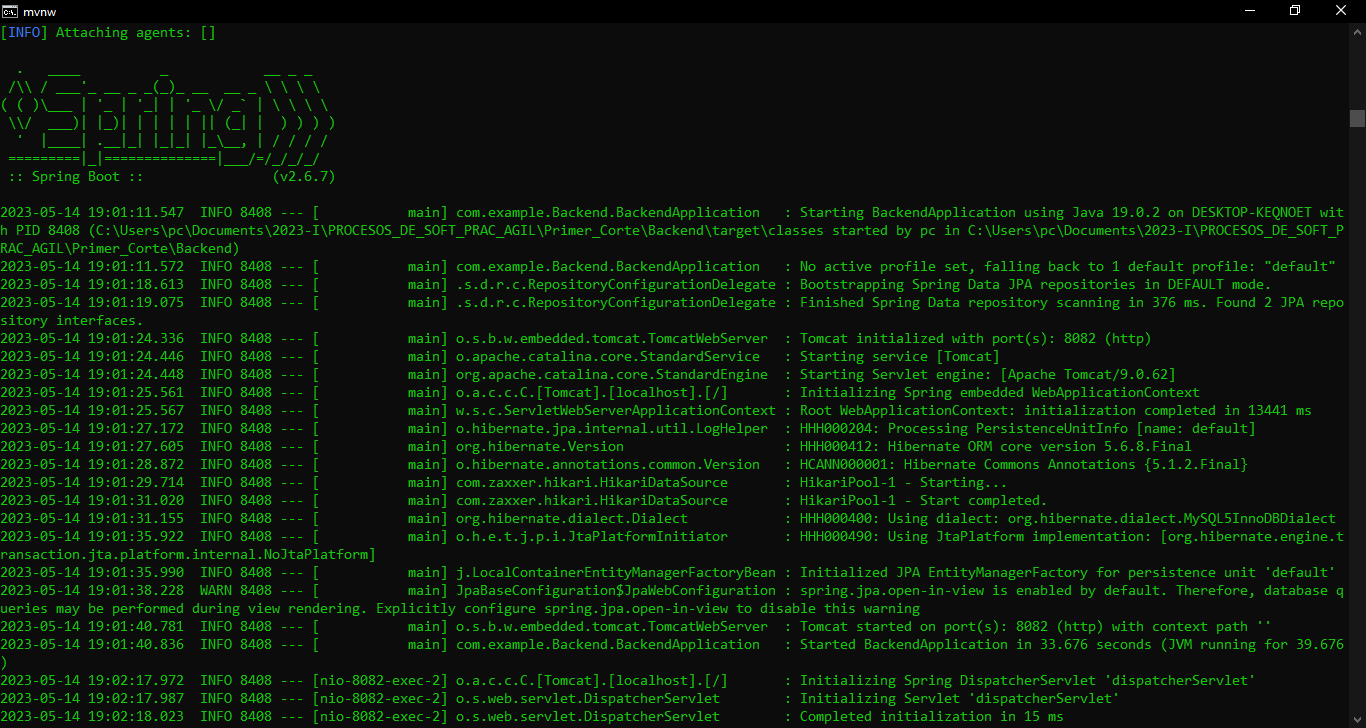 mvnw
[INFO] Attaching agents: []
  .   ____          _            __ _ _
 /\\ / ___'_ __ _ _(_)_ __  __ _ \ \ \ \
( ( )\___ | '_ | '_| | '_ \/ _` | \ \ \ \
 \\/  ___)| |_)| | | | | || (_| |  ) ) ) )
  '  |____| .__|_| |_|_| |_\__, | / / / /
 =========|_|==============|___/=/_/_/_/
 :: Spring Boot ::                (v2.6.7)
2023-05-14 19:01:11.547  INFO 8408 --- [           main] com.example.Backend.BackendApplication   : Starting BackendApplication using Java 19.0.2 on DESKTOP-KEQNOET wit
h PID 8408 (C:\Users\pc\Documents\2023-I\PROCESOS_DE_SOFT_PRAC_AGIL\Primer_Corte\Backend\target\classes started by pc in C:\Users\pc\Documents\2023-I\PROCESOS_DE_SOFT_P
RAC_AGIL\Primer_Corte\Backend)
2023-05-14 19:01:11.572  INFO 8408 --- [           main] com.example.Backend.BackendApplication   : No active profile set, falling back to 1 default profile: "default"
2023-05-14 19:01:18.613  INFO 8408 --- [           main] .s.d.r.c.RepositoryConfigurationDelegate : Bootstrapping Spring Data JPA repositories in DEFAULT mode.
2023-05-14 19:01:19.075  INFO 8408 --- [           main] .s.d.r.c.RepositoryConfigurationDelegate : Finished Spring Data repository scanning in 376 ms. Found 2 JPA repo
sitory interfaces.
2023-05-14 19:01:24.336  INFO 8408 --- [           main] o.s.b.w.embedded.tomcat.TomcatWebServer  : Tomcat initialized with port(s): 8082 (http)
2023-05-14 19:01:24.446  INFO 8408 --- [           main] o.apache.catalina.core.StandardService   : Starting service [Tomcat]
2023-05-14 19:01:24.448  INFO 8408 --- [           main] org.apache.catalina.core.StandardEngine  : Starting Servlet engine: [Apache Tomcat/9.0.62]
2023-05-14 19:01:25.561  INFO 8408 --- [           main] o.a.c.c.C.[Tomcat].[localhost].[/]       : Initializing Spring embedded WebApplicationContext
2023-05-14 19:01:25.567  INFO 8408 --- [           main] w.s.c.ServletWebServerApplicationContext : Root WebApplicationContext: initialization completed in 13441 ms
2023-05-14 19:01:27.172  INFO 8408 --- [           main] o.hibernate.jpa.internal.util.LogHelper  : HHH000204: Processing PersistenceUnitInfo [name: default]
2023-05-14 19:01:27.605  INFO 8408 --- [           main] org.hibernate.Version                    : HHH000412: Hibernate ORM core version 5.6.8.Final
2023-05-14 19:01:28.872  INFO 8408 --- [           main] o.hibernate.annotations.common.Version   : HCANN000001: Hibernate Commons Annotations {5.1.2.Final}
2023-05-14 19:01:29.714  INFO 8408 --- [           main] com.zaxxer.hikari.HikariDataSource       : HikariPool-1 - Starting...
2023-05-14 19:01:31.020  INFO 8408 --- [           main] com.zaxxer.hikari.HikariDataSource       : HikariPool-1 - Start completed.
2023-05-14 19:01:31.155  INFO 8408 --- [           main] org.hibernate.dialect.Dialect            : HHH000400: Using dialect: org.hibernate.dialect.MySQL5InnoDBDialect
2023-05-14 19:01:35.922  INFO 8408 --- [           main] o.h.e.t.j.p.i.JtaPlatformInitiator       : HHH000490: Using JtaPlatform implementation: [org.hibernate.engine.t
ransaction.jta.platform.internal.NoJtaPlatform]
2023-05-14 19:01:35.990  INFO 8408 --- [           main] j.LocalContainerEntityManagerFactoryBean : Initialized JPA EntityManagerFactory for persistence unit 'default'
2023-05-14 19:01:38.228  WARN 8408 --- [           main] JpaBaseConfiguration$JpaWebConfiguration : spring.jpa.open-in-view is enabled by default. Therefore, database q
ueries may be performed during view rendering. Explicitly configure spring.jpa.open-in-view to disable this warning
2023-05-14 19:01:40.781  INFO 8408 --- [           main] o.s.b.w.embedded.tomcat.TomcatWebServer  : Tomcat started on port(s): 8082 (http) with context path ''
2023-05-14 19:01:40.836  INFO 8408 --- [           main] com.example.Backend.BackendApplication   : Started BackendApplication in 33.676 seconds (JVM running for 39.676
)
2023-05-14 19:02:17.972  INFO 8408 --- [nio-8082-exec-2] o.a.c.c.C.[Tomcat].[localhost].[/]       : Initializing Spring DispatcherServlet 'dispatcherServlet'
2023-05-14 19:02:17.987  INFO 8408 --- [nio-8082-exec-2] o.s.web.servlet.DispatcherServlet        : Initializing Servlet 'dispatcherServlet'
2023-05-14 19:02:18.023  INFO 8408 --- [nio-8082-exec-2] o.s.web.servlet.DispatcherServlet        : Completed initialization in 15 ms